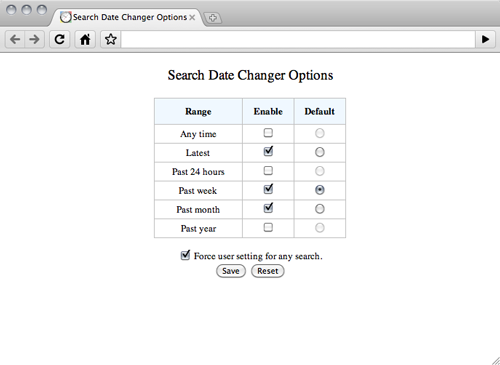 Search Date Changer Options
Search Date Changer Options
Range Enable Default
Any time
Latest
Past 24 hours
Past week
Past month
Past year
Force user setting for any search.
Save Reset